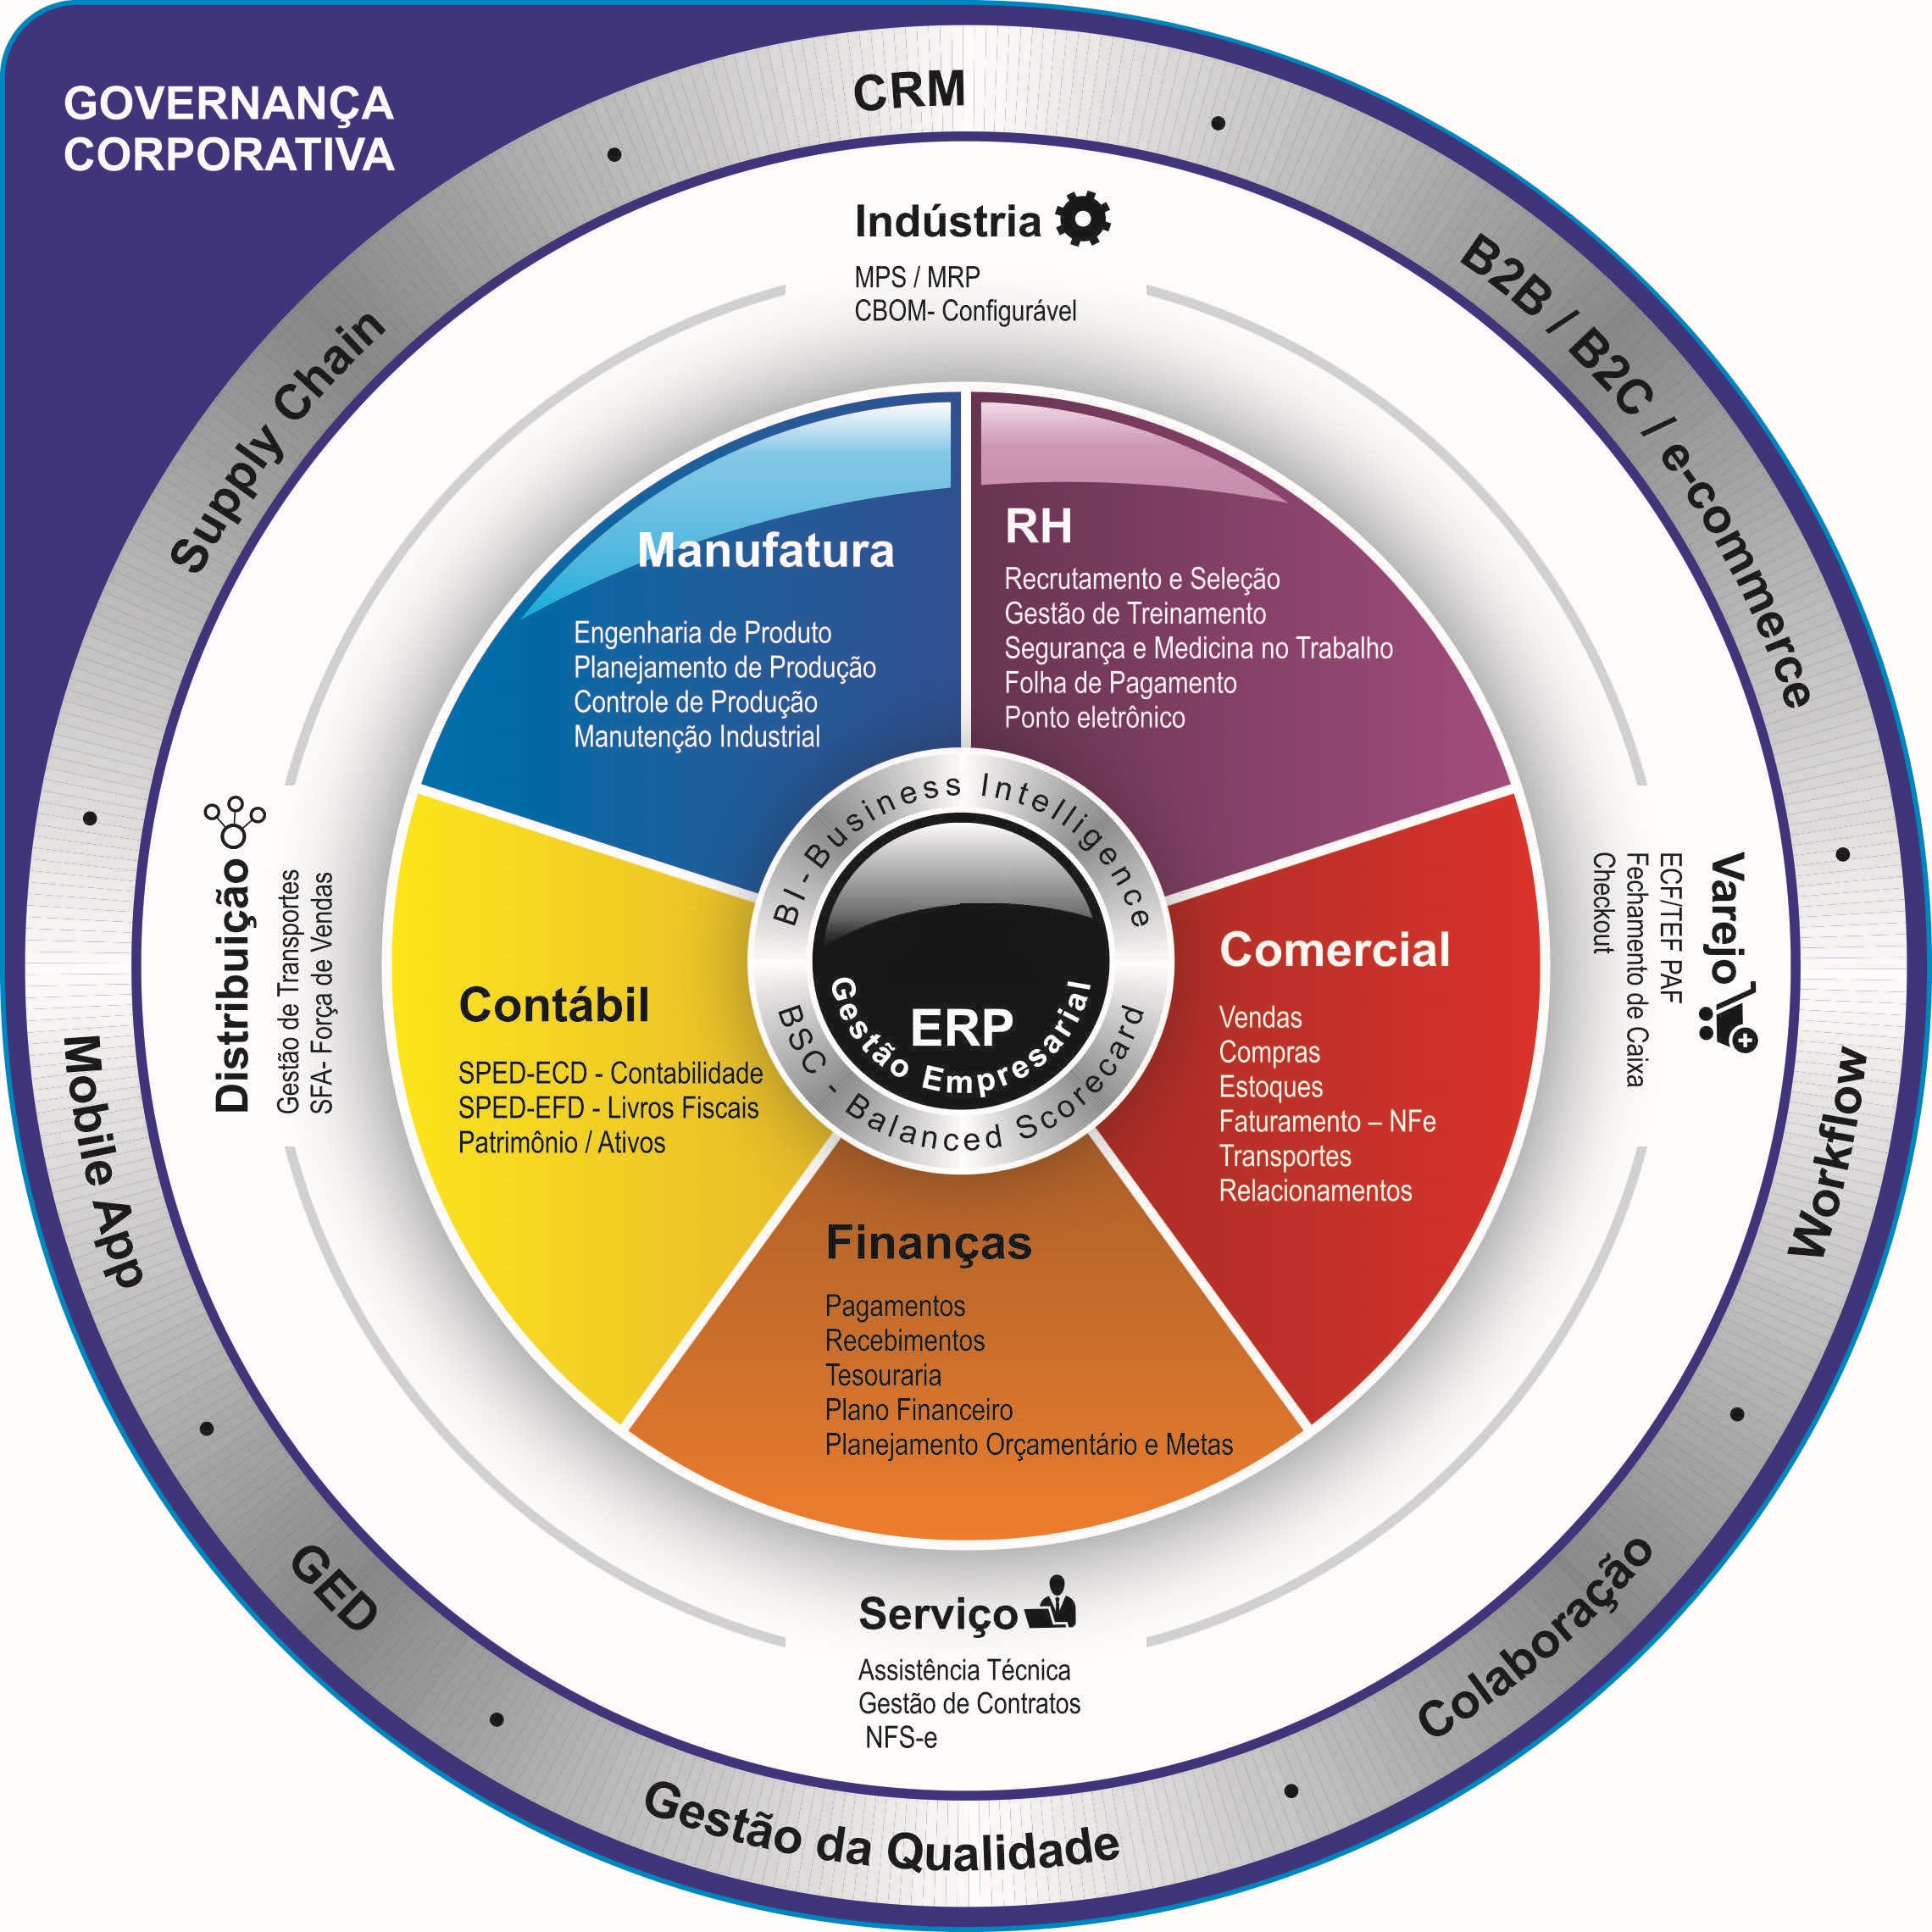 GOVERNANÇA
CORPORATIVA
CRM
B2B / B2C / e-commerce
Workflow
Colaboração
Gestão da Qualidade
GED
Mobile App
Supply Chain
Indústria
MPS / MRP
CBOM- Configurável
Varejo
ECF/TEF PAF
Fechamento de Caixa
Checkout
Serviço
Assistência Técnica
Gestão de Contratos
NFS-e
Distribuição
Gestão de Transportes
SFA- Força de Vendas
Manufatura
Engenharia de Produto
Planejamento de Produção
Controle de Produção
Manutenção Industrial
RH
Recrutamento e Seleção
Gestão de Treinamento
Segurança e Medicina no Trabalho
Folha de Pagamento
Ponto eletrônico
Comercial
Vendas
Compras
Estoques
Faturamento – NFe
Transportes
Relacionamentos
Finanças
Pagamentos
Recebimentos
Tesouraria
Plano Financeiro
Planejamento Orçamentário e Metas
Contábil
SPED-ECD - Contabilidade
SPED-EFD - Livros Fiscais
Patrimônio / Ativos
BI-Business Intelligence
BSC - Balanced Scorecard
ERP
Gestão Empresarial